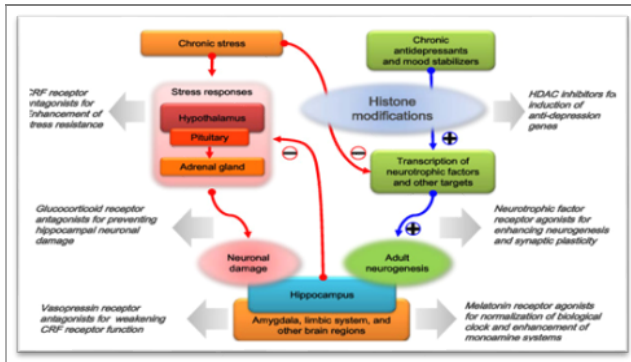 Chronic stress
Chronic
antidepressants
and mood stabilizers
Stress responses
Hypothalamus
Pituitary
Adrenal gland
Histone
modifications
CRF receptor
antagonists for
Enhancement of
stress resistance
HDAC inhibitors for
induction of
anti-depression
genes
Transcription of
neurotrophic factors
and other targets
Glucocorticoid receptor
antagonists for preventing
hippocampal neuronal
damage
Neurotrophic factor
receptor agonists for
enhancing neurogenesis
and synaptic plasticity
Neuronal
damage
Adult
neurogenesis
Hippocampus
Amygdala, limbic system, and
other brain regions
Vasopressin receptor
antagonists for weakening
CRF receptor function
Melatonin receptor agonists
for normalization of biological
clock and enhancement of
monoamine systems